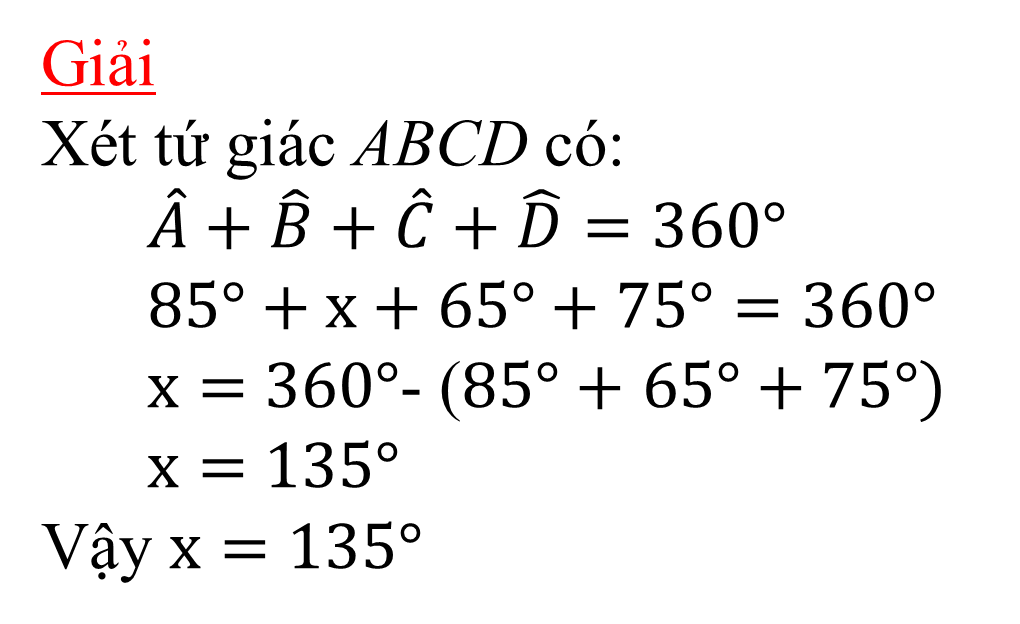 Giải
Xét tứ giác ABCD có:
Â + B̂ + Ĉ + D̂ = 360°
85° + x + 65° + 75° = 360°
x = 360°- (85° + 65° + 75°)
x = 135°
Vậy x = 135°